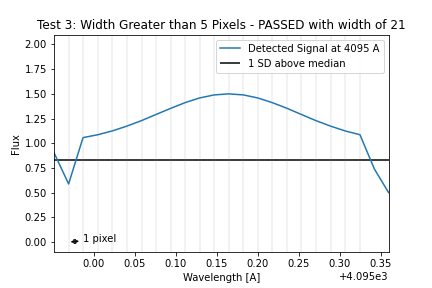 Test 3: Width Greater than 5 Pixels - PASSED with width of 21
2.00
1.75
1.50
1.25
1.00
0.75
0.50
0.25
0.00
Flux
Detected Signal at 4095 A
1 SD above median
1 pixel
0.00 0.05 0.10 0.15 0.20 0.25 0.30 0.35
+4.095e3
Wavelength [A]